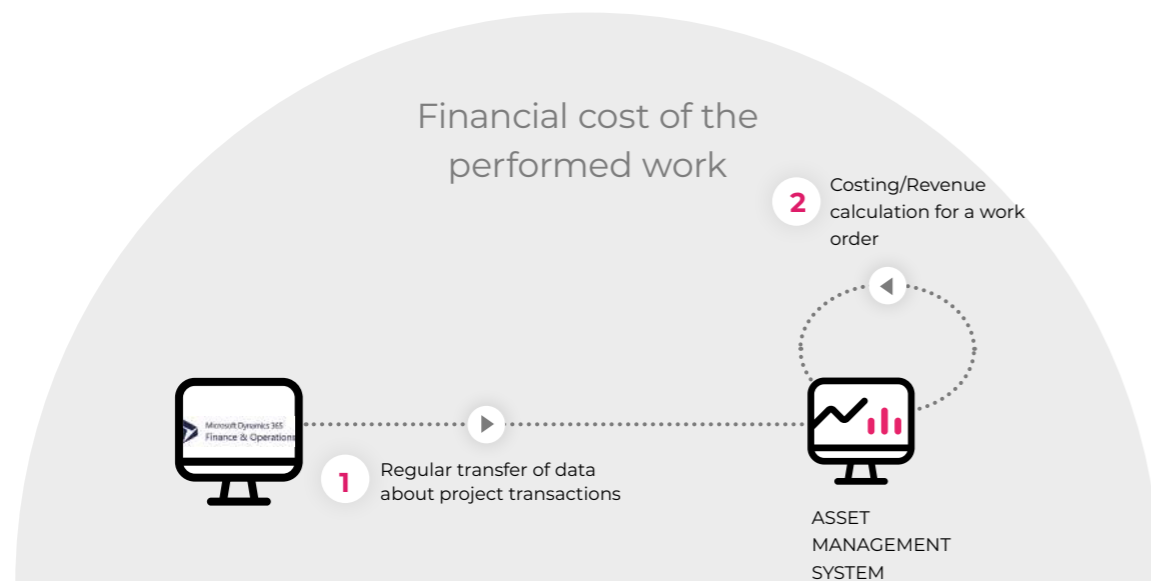 Financial cost of the
performed work
2
Costing/Revenue
calculation for a work
order
Microsoft Dynamics 365
Finance & Operations
1
Regular transfer of data
about project transactions
ASSET
MANAGEMENT
SYSTEM